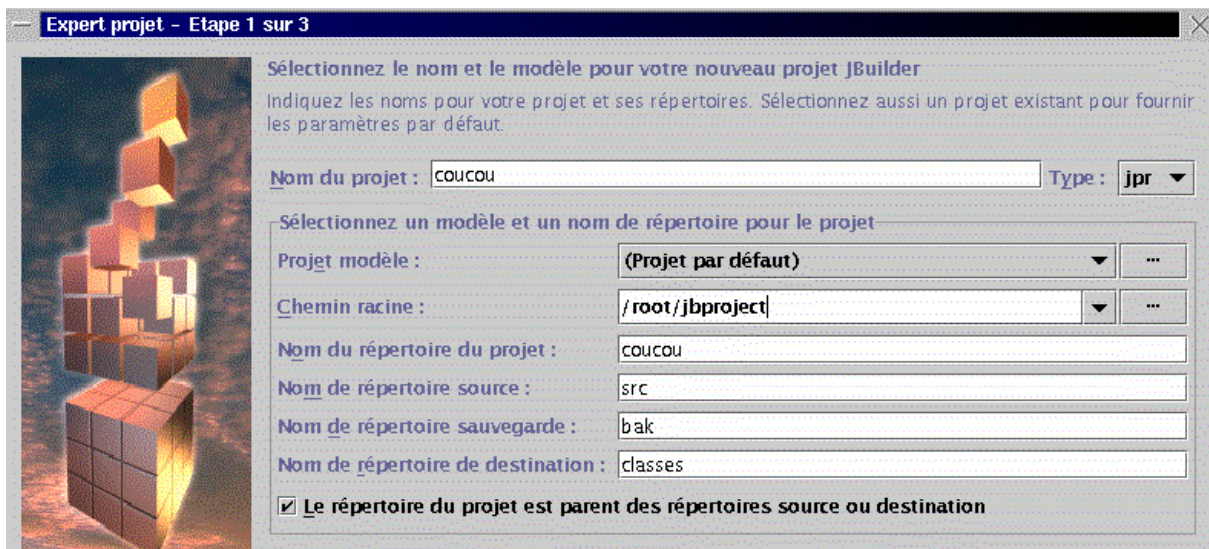 Expert projet - Etape 1 sur 3
Sélectionnez le nom et le modèle pour votre nouveau projet JBuilder
Indiquez les noms pour votre projet et ses répertoires. Sélectionnez aussi un projet existant pour fournir
les paramètres par défaut.
Nom du projet : coucou Type : jpr
Sélectionnez un modèle et un nom de répertoire pour le projet
Projet modèle : (Projet par défaut) ...
Chemin racine : /root/jbproject ...
Nom du répertoire du projet : coucou
Nom de répertoire source : src
Nom de répertoire sauvegarde : bak
Nom de répertoire de destination : classes
Le répertoire du projet est parent des répertoires source ou destination